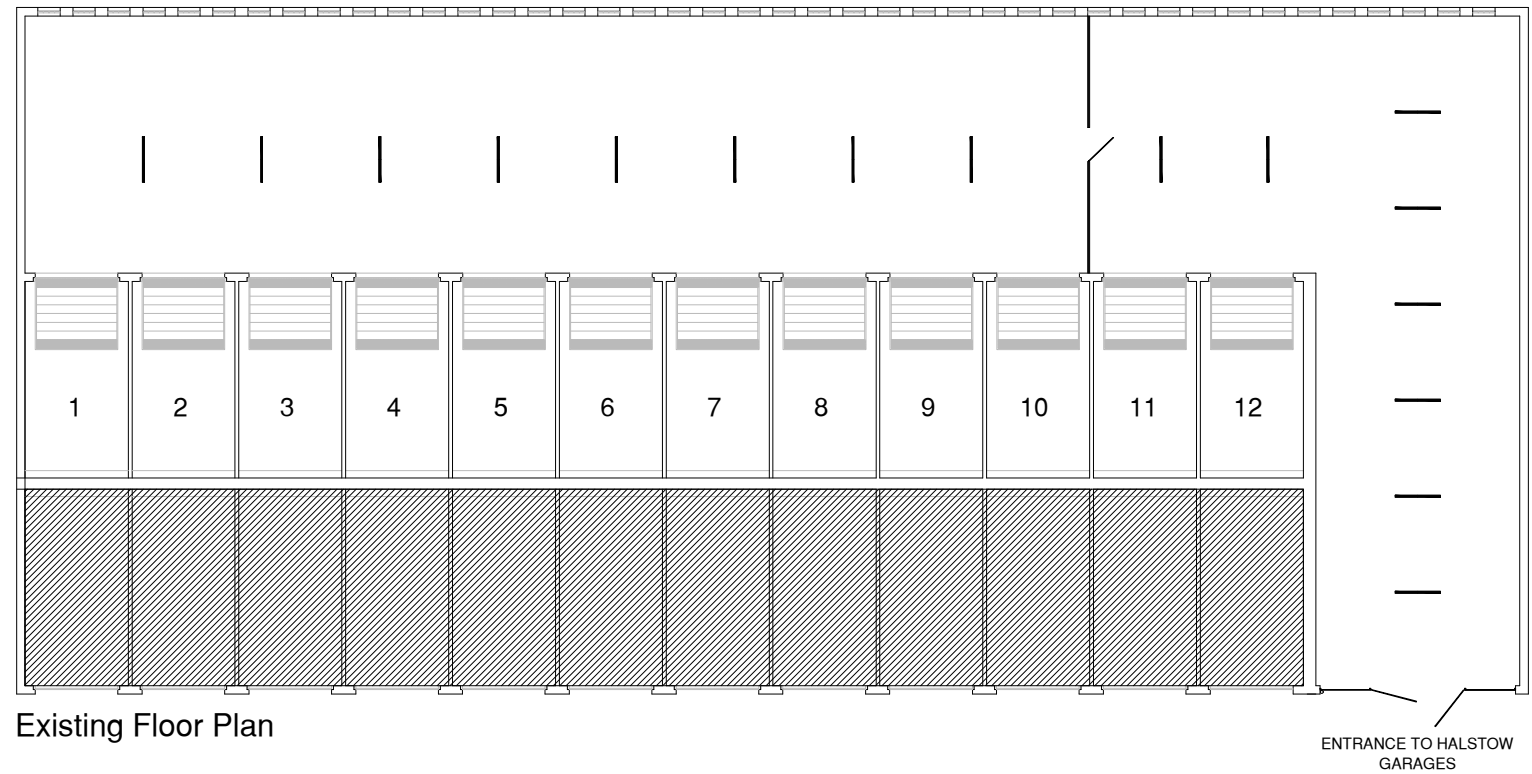 1 2 3 4 5 6 7 8 9 10 11 12
Existing Floor Plan
ENTRANCE TO HALSTOW
GARAGES